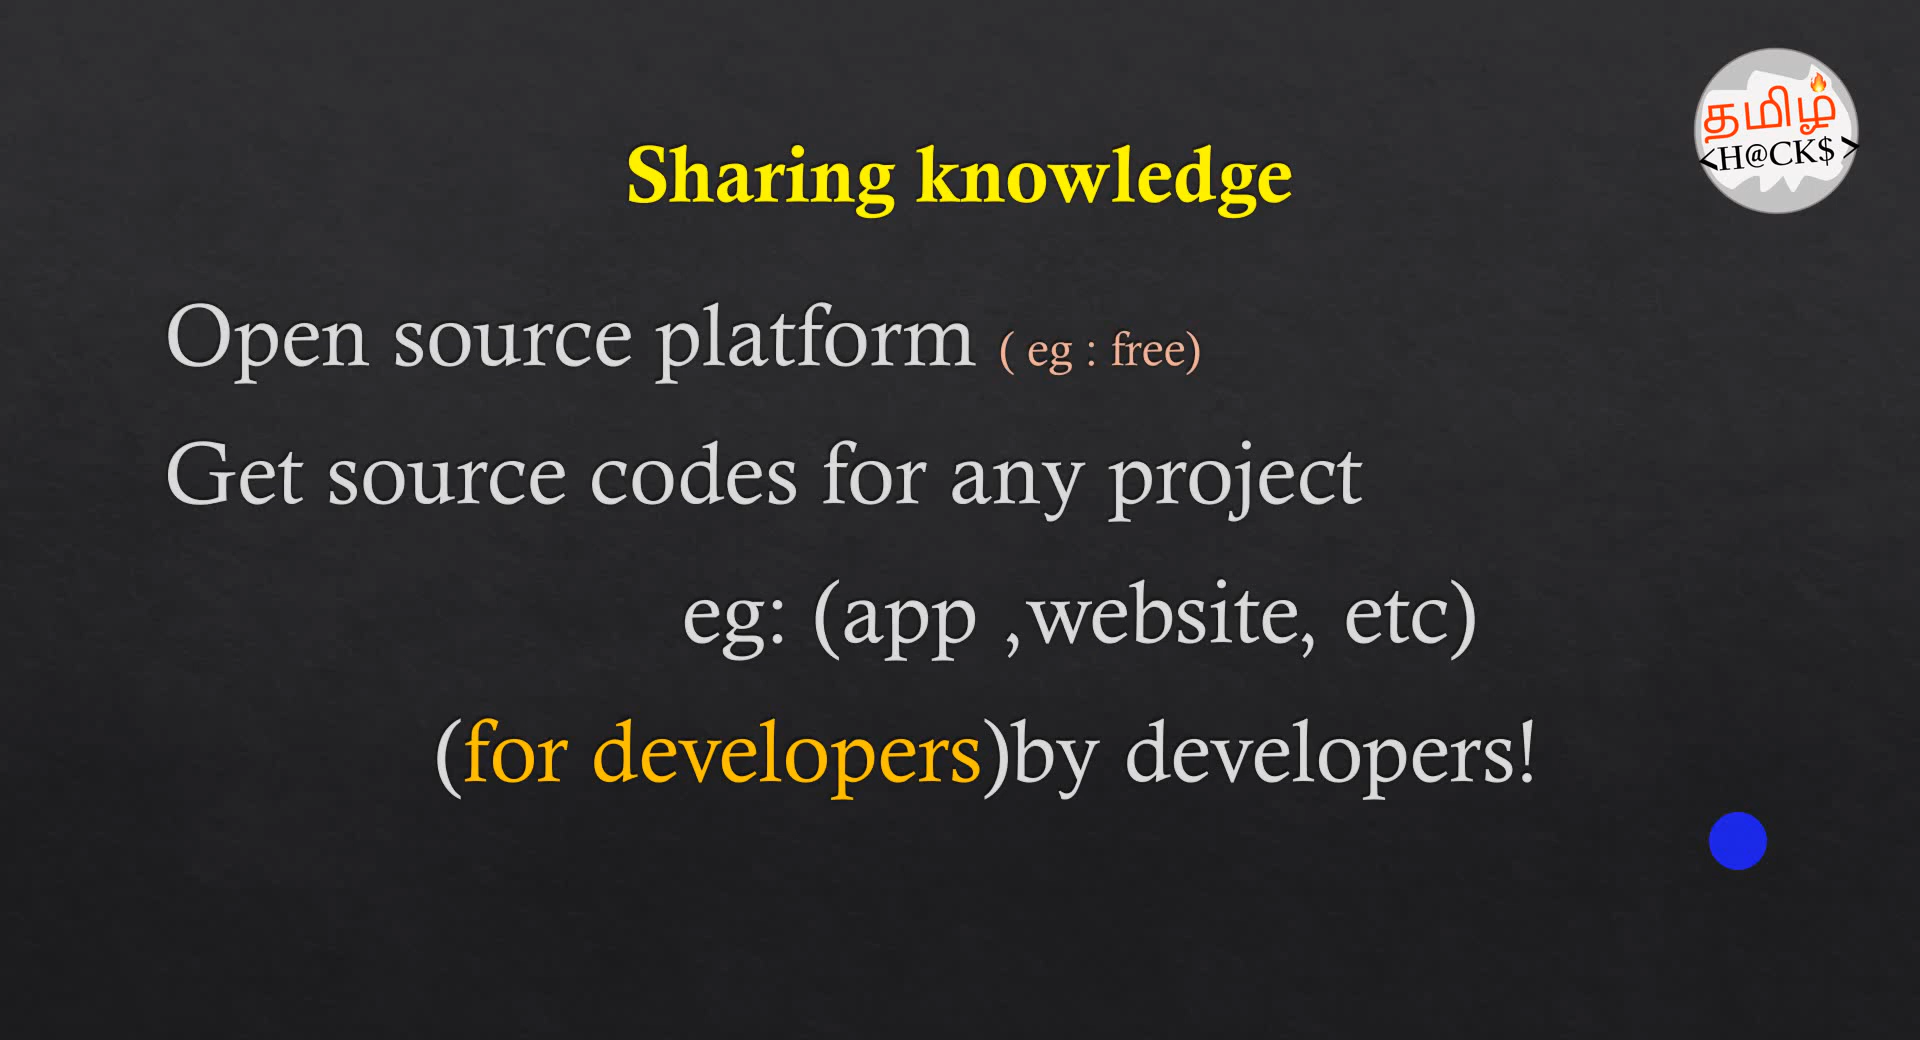 தமிழ்
<H@CK$>
Sharing knowledge
Open source platform ( eg : free)
Get source codes for any project
eg: (app ,website, etc)
(for developers)by developers!